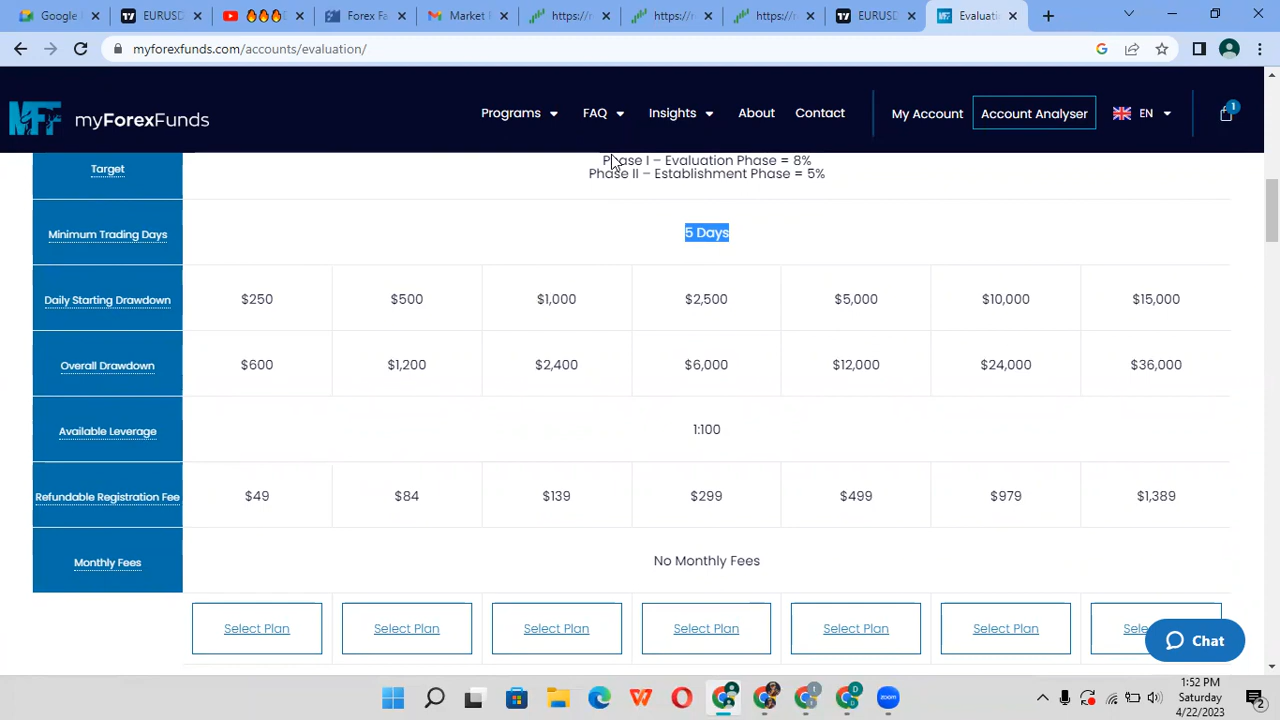 Google
🔥🔥🔥
Forex Fa
Market
https://m
https://m
https://m
EURUSD
Evaluati
myforexfunds.com/accounts/evaluation/
MFF myForexFunds
Programs FAQ Insights About Contact My Account Account Analyser EN 1
Target
Phase I – Evaluation Phase = 8%
Phase II – Establishment Phase = 5%
Minimum Trading Days 5 Days
Daily Starting Drawdown $250 $500 $1,000 $2,500 $5,000 $10,000 $15,000
Overall Drawdown $600 $1,200 $2,400 $6,000 $12,000 $24,000 $36,000
Available Leverage 1:100
Refundable Registration Fee $49 $84 $139 $299 $499 $979 $1,389
Monthly Fees No Monthly Fees
Select Plan Select Plan Select Plan Select Plan Select Plan Select Plan Sele
Chat
1:52 PM
Saturday
4/22/2023
2